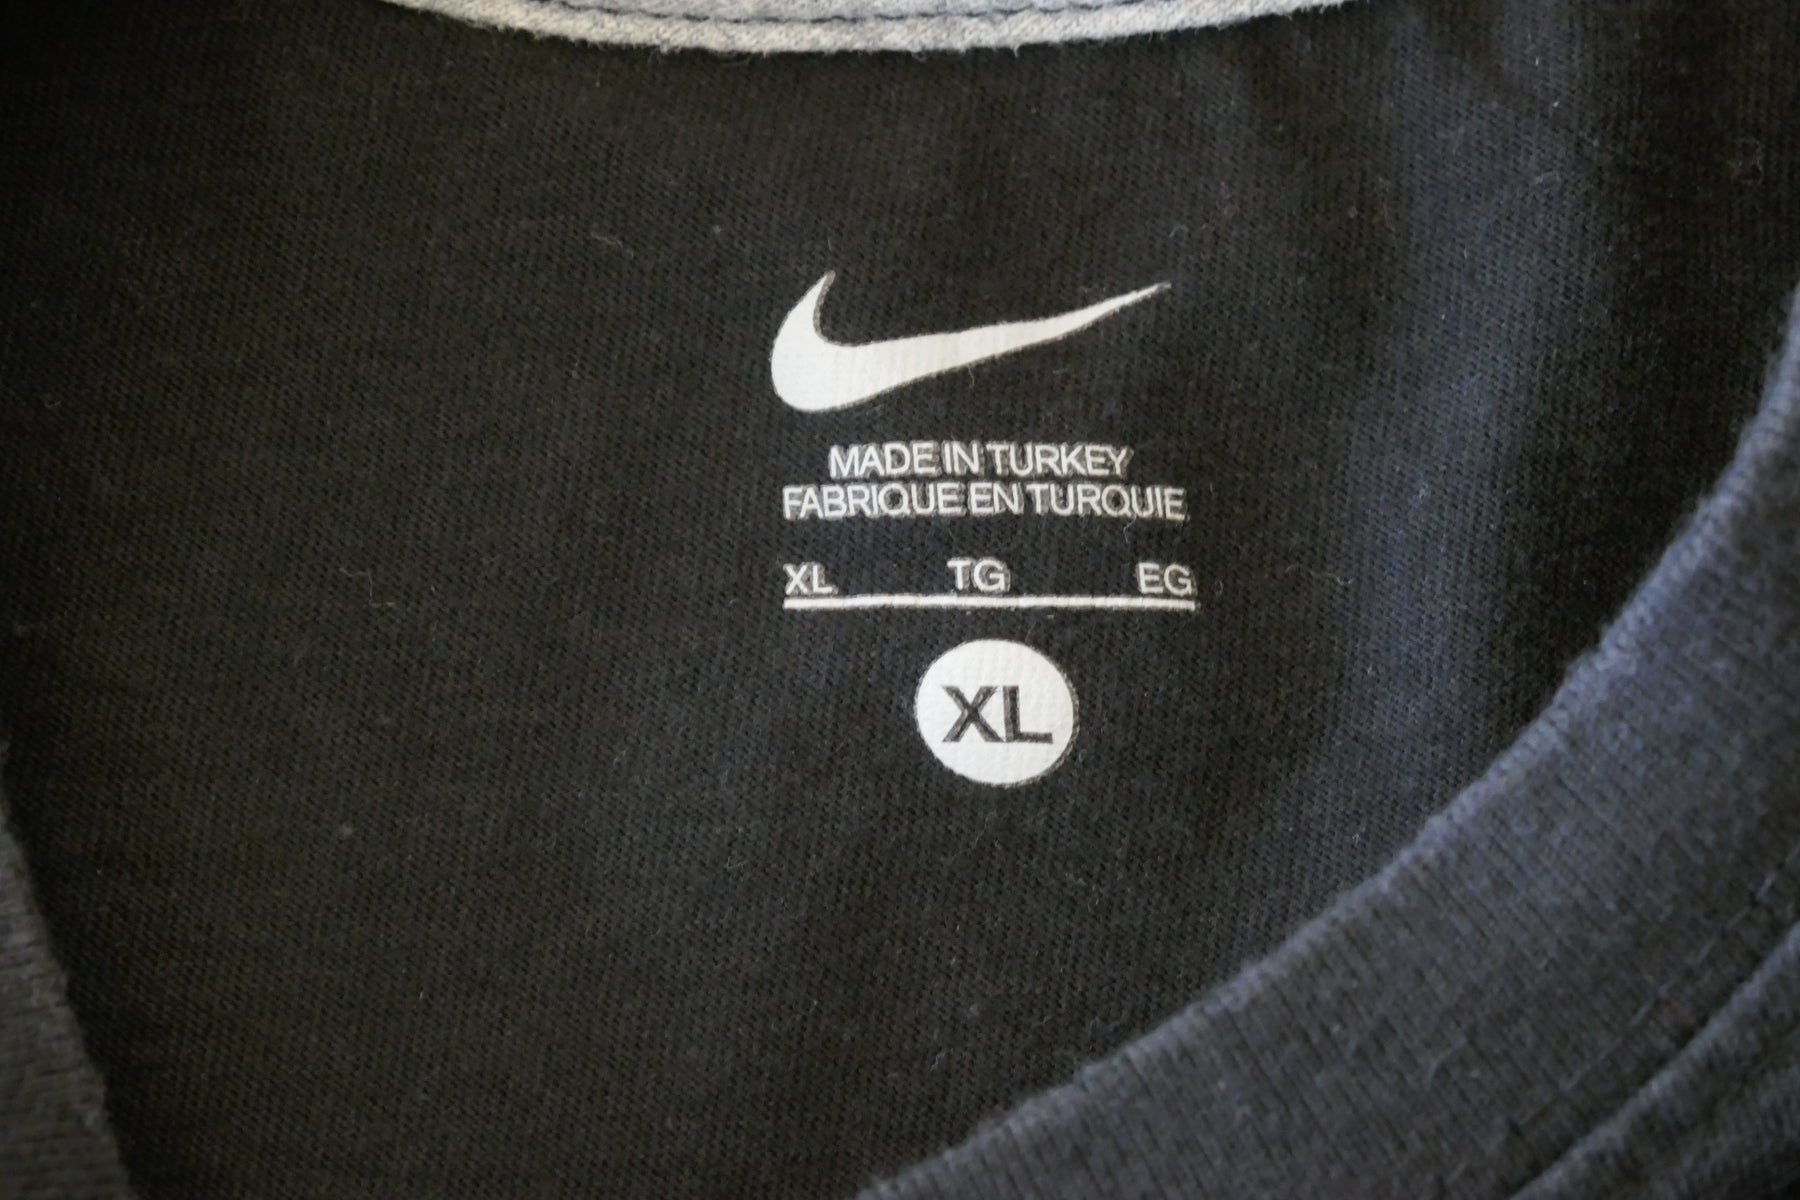 MADE IN TURKEY
FABRIQUE EN TURQUIE
XL TG EG
XL